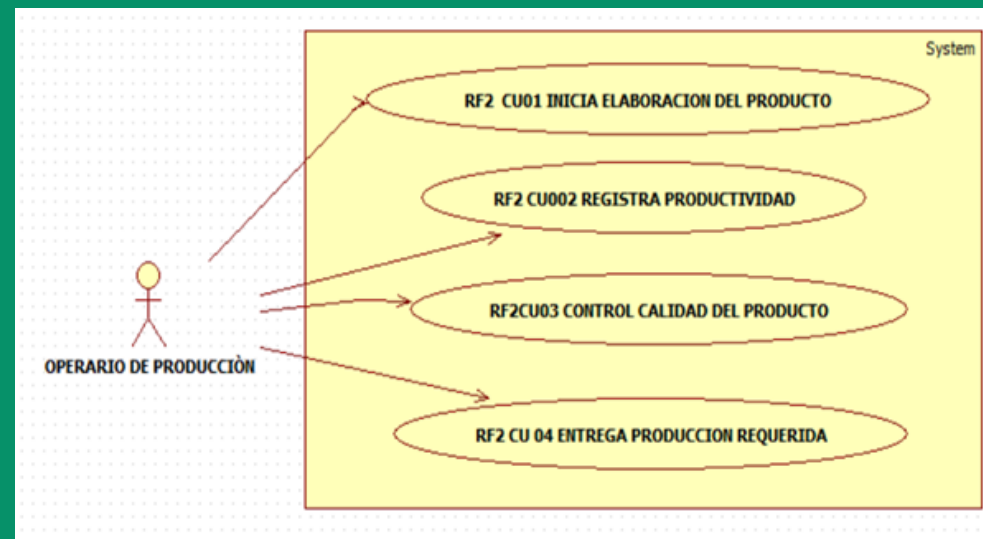 System
RF2 CU01 INICIA ELABORACION DEL PRODUCTO
RF2 CU002 REGISTRA PRODUCTIVIDAD
RF2CU03 CONTROL CALIDAD DEL PRODUCTO
OPERARIO DE PRODUCCIÒN
RF2 CU 04 ENTREGA PRODUCCION REQUERIDA